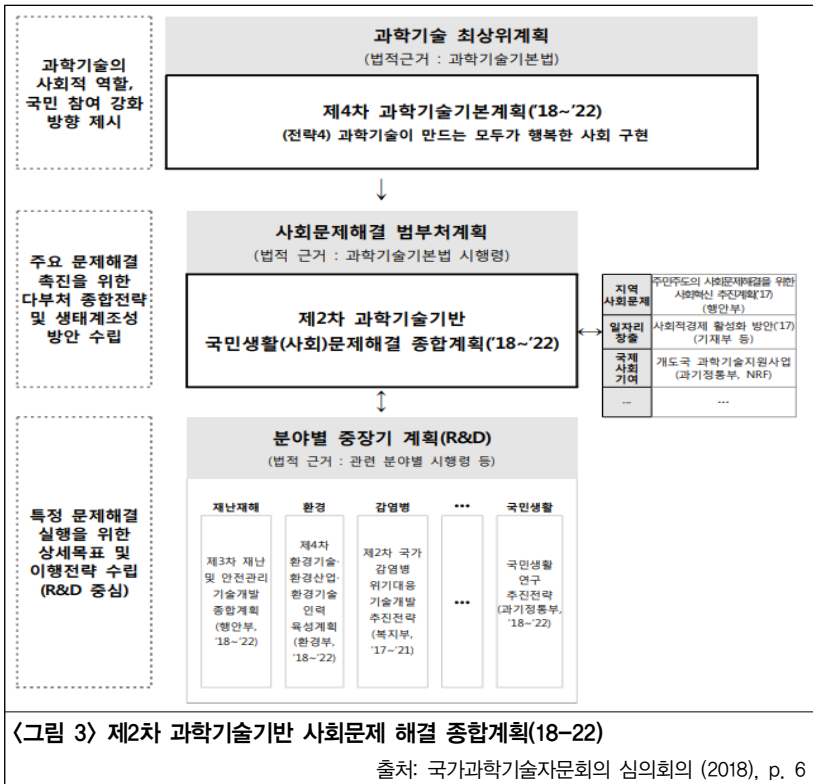 과학기술의
사회적 역할,
국민 참여 강화
방향 제시
과학기술 최상위계획
(법적근거 : 과학기술기본법)
제4차 과학기술기본계획('18~'22)
(전략4) 과학기술이 만드는 모두가 행복한 사회 구현
↓
주요 문제해결
촉진을 위한
다부처 종합전략
및 생태계조성
방안 수립
사회문제해결 범부처계획
(법적 근거 : 과학기술기본법 시행령)
제2차 과학기술기반
국민생활(사회)문제해결 종합계획('18~'22)
↔
지역
사회문제
주민주도의 사회문제해결을 위한
사회혁신 추진계획('17)
(행안부)
일자리
창출
사회적경제 활성화 방안('17)
(기재부 등)
국제
사회
기여
개도국 과학기술지원사업
(과기정통부, NRF)
...
...
↕
특정 문제해결
실행을 위한
상세목표 및
이행전략 수립
(R&D 중심)
분야별 중장기 계획(R&D)
(법적 근거 : 관련 분야별 시행령 등)
재난재해
제3차 재난
및 안전관리
기술개발
종합계획
(행안부,
'18~'22)
환경
제4차
환경기술·
환경산업·
환경기술
인력
육성계획
(환경부,
'18~'22)
감염병
제2차 국가
감염병
위기대응
기술개발
추진전략
(복지부,
'17~'21)
•••
•••
국민생활
국민생활
연구
추진전략
(과기정통부,
'18~'22)
〈그림 3〉 제2차 과학기술기반 사회문제 해결 종합계획(18-22)
출처: 국가과학기술자문회의 심의회의 (2018), p. 6